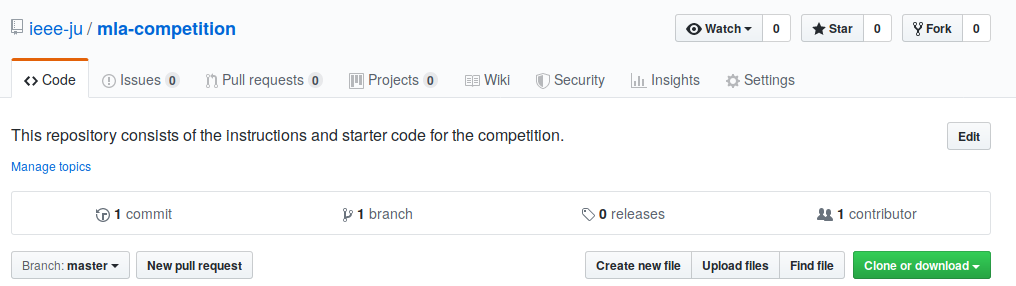 ieee-ju / mla-competition
Watch 0 Star 0 Fork 0
Code Issues 0 Pull requests 0 Projects 0 Wiki Security Insights Settings
This repository consists of the instructions and starter code for the competition.
Edit
Manage topics
1 commit 1 branch 0 releases 1 contributor
Branch: master New pull request Create new file Upload files Find file Clone or download